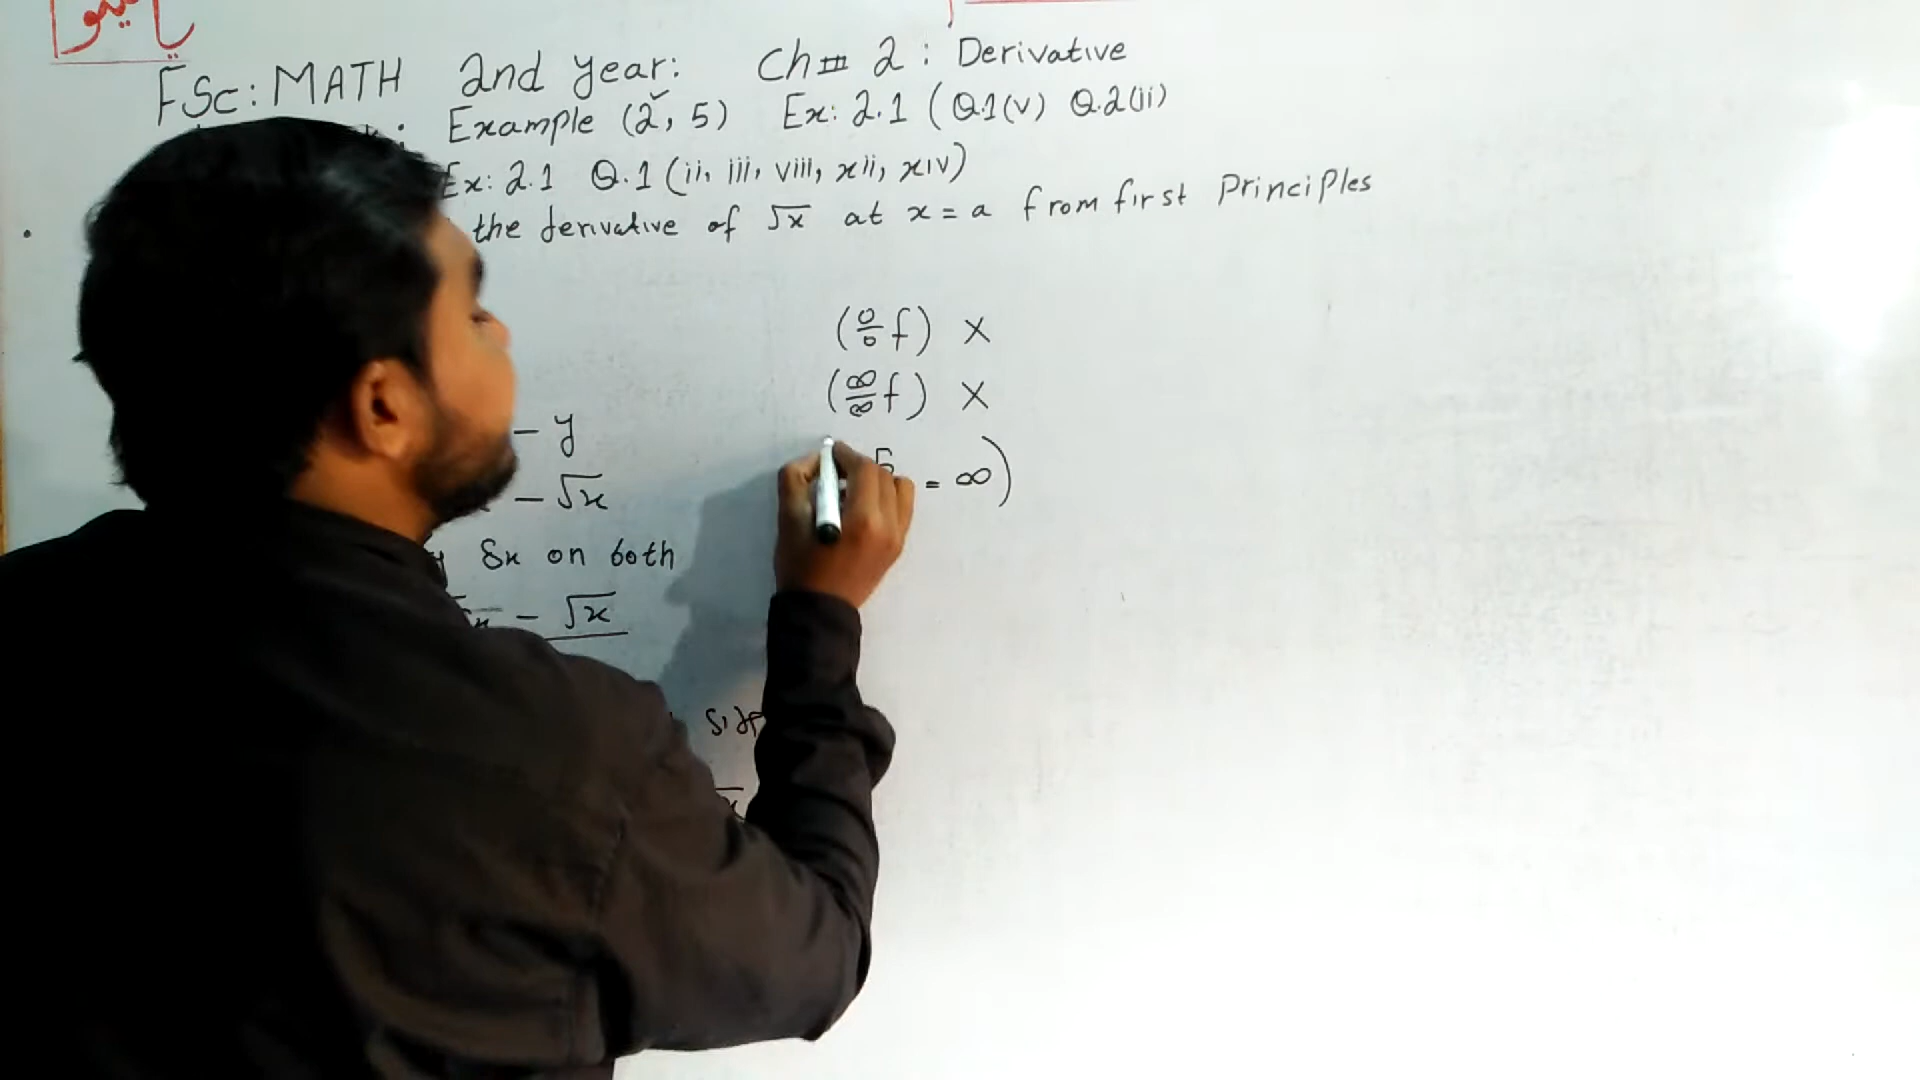 FSc: MATH 2nd year: Ch# 2: Derivative
Example (2, 5) Ex: 2.1 (Q.1(v) Q.2(ii)
Ex: 2.1 Q.1 (ii, iii, viii, xii, xiv)
the derivative of √x at x = a from first Principles
(0/0 f) ×
(∞/∞ f) ×
- y
= ∞)
- √x
δx on both
- √x